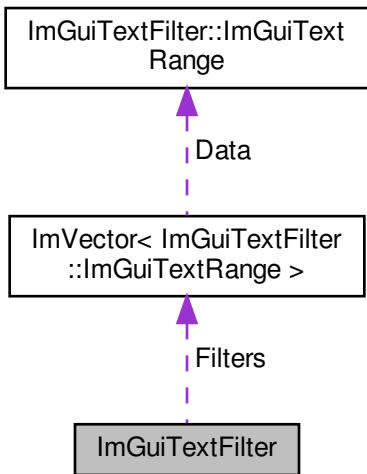 ImGuiTextFilter::ImGuiText
Range
Data
ImVector< ImGuiTextFilter
::ImGuiTextRange >
Filters
ImGuiTextFilter